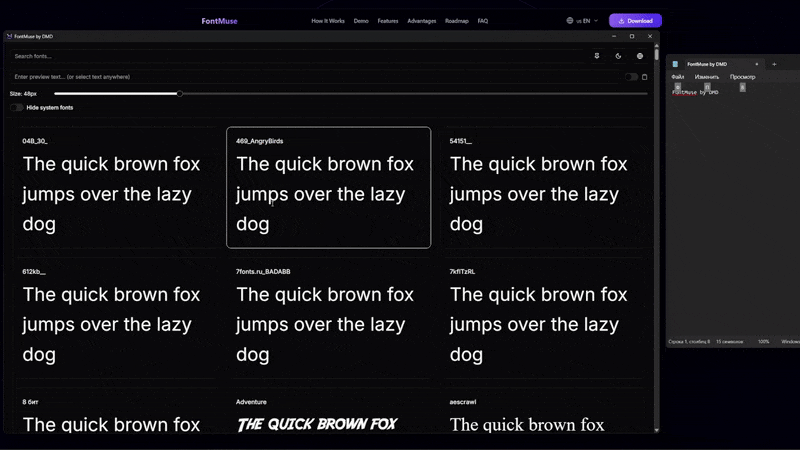 FontMuse
How It Works Demo Features Advantages Roadmap FAQ
us EN
Download
FontMuse by DMD
Search fonts...
Enter preview text... (or select text anywhere)
Size: 48px
Hide system fonts
04B_30_
The quick brown fox
jumps over the lazy
dog
469_AngryBirds
The quick brown fox
jumps over the lazy
dog
54151__
The quick brown fox
jumps over the lazy
dog
612kb__
The quick brown fox
jumps over the lazy
dog
7fonts.ru_BADABB
The quick brown fox
jumps over the lazy
dog
7kfiTzRL
The quick brown fox
jumps over the lazy
dog
8 бит
The quick brown fox
Adventure
THE QUICK BROWN FOX
aescrawl
The quick brown fox
FontMuse by DMD
Файл Изменить Просмотр
FontMuse by DMD
Строка 1, столбец 6 15 символов 100% Windows